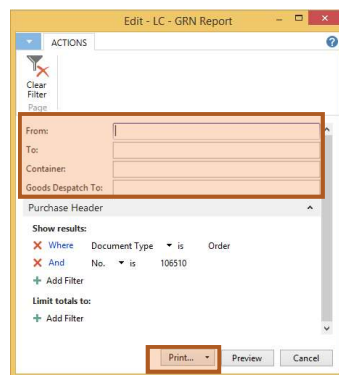 Edit - LC - GRN Report
ACTIONS
Clear
Filter
Page
From:
To:
Container:
Goods Despatch To:
Purchase Header
Show results:
Where Document Type is Order
And No. is 106510
Add Filter
Limit totals to:
Add Filter
Print... Preview Cancel